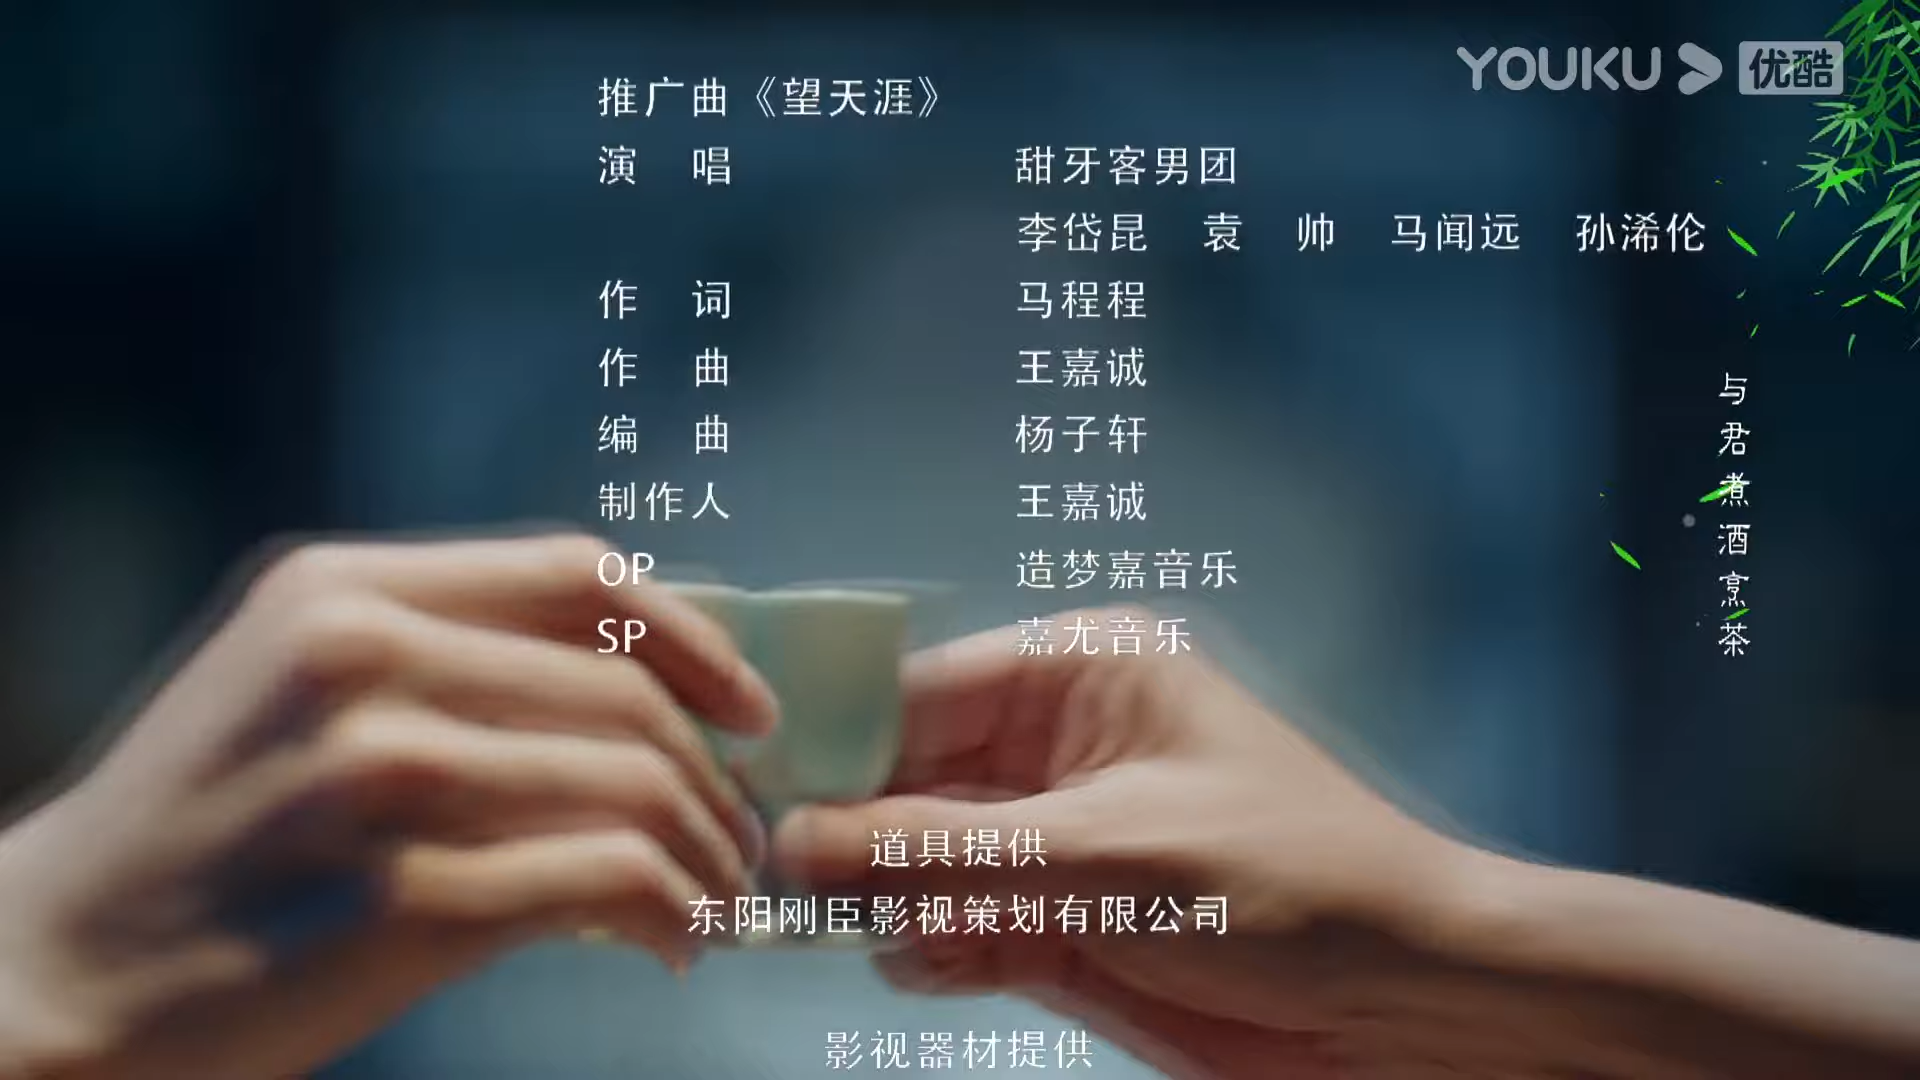 YOUKU 优酷
推广曲《望天涯》
演 唱 甜牙客男团
李岱昆 袁 帅 马闻远 孙浠伦
作 词 马程程
作 曲 王嘉诚
编 曲 杨子轩
制作人 王嘉诚
OP 造梦嘉音乐
SP 嘉尤音乐
与君煮酒烹茶
道具提供
东阳刚臣影视策划有限公司
影视器材提供